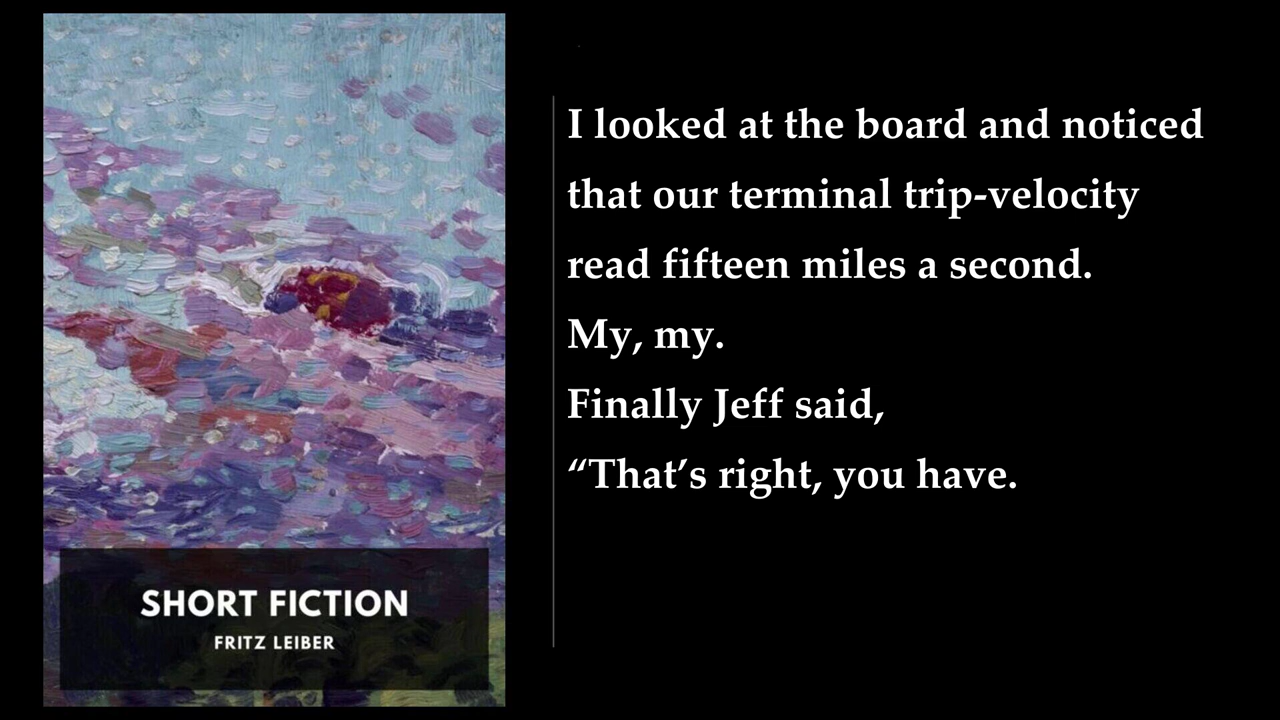 SHORT FICTION
FRITZ LEIBER
I looked at the board and noticed
that our terminal trip-velocity
read fifteen miles a second.
My, my.
Finally Jeff said,
“That’s right, you have.